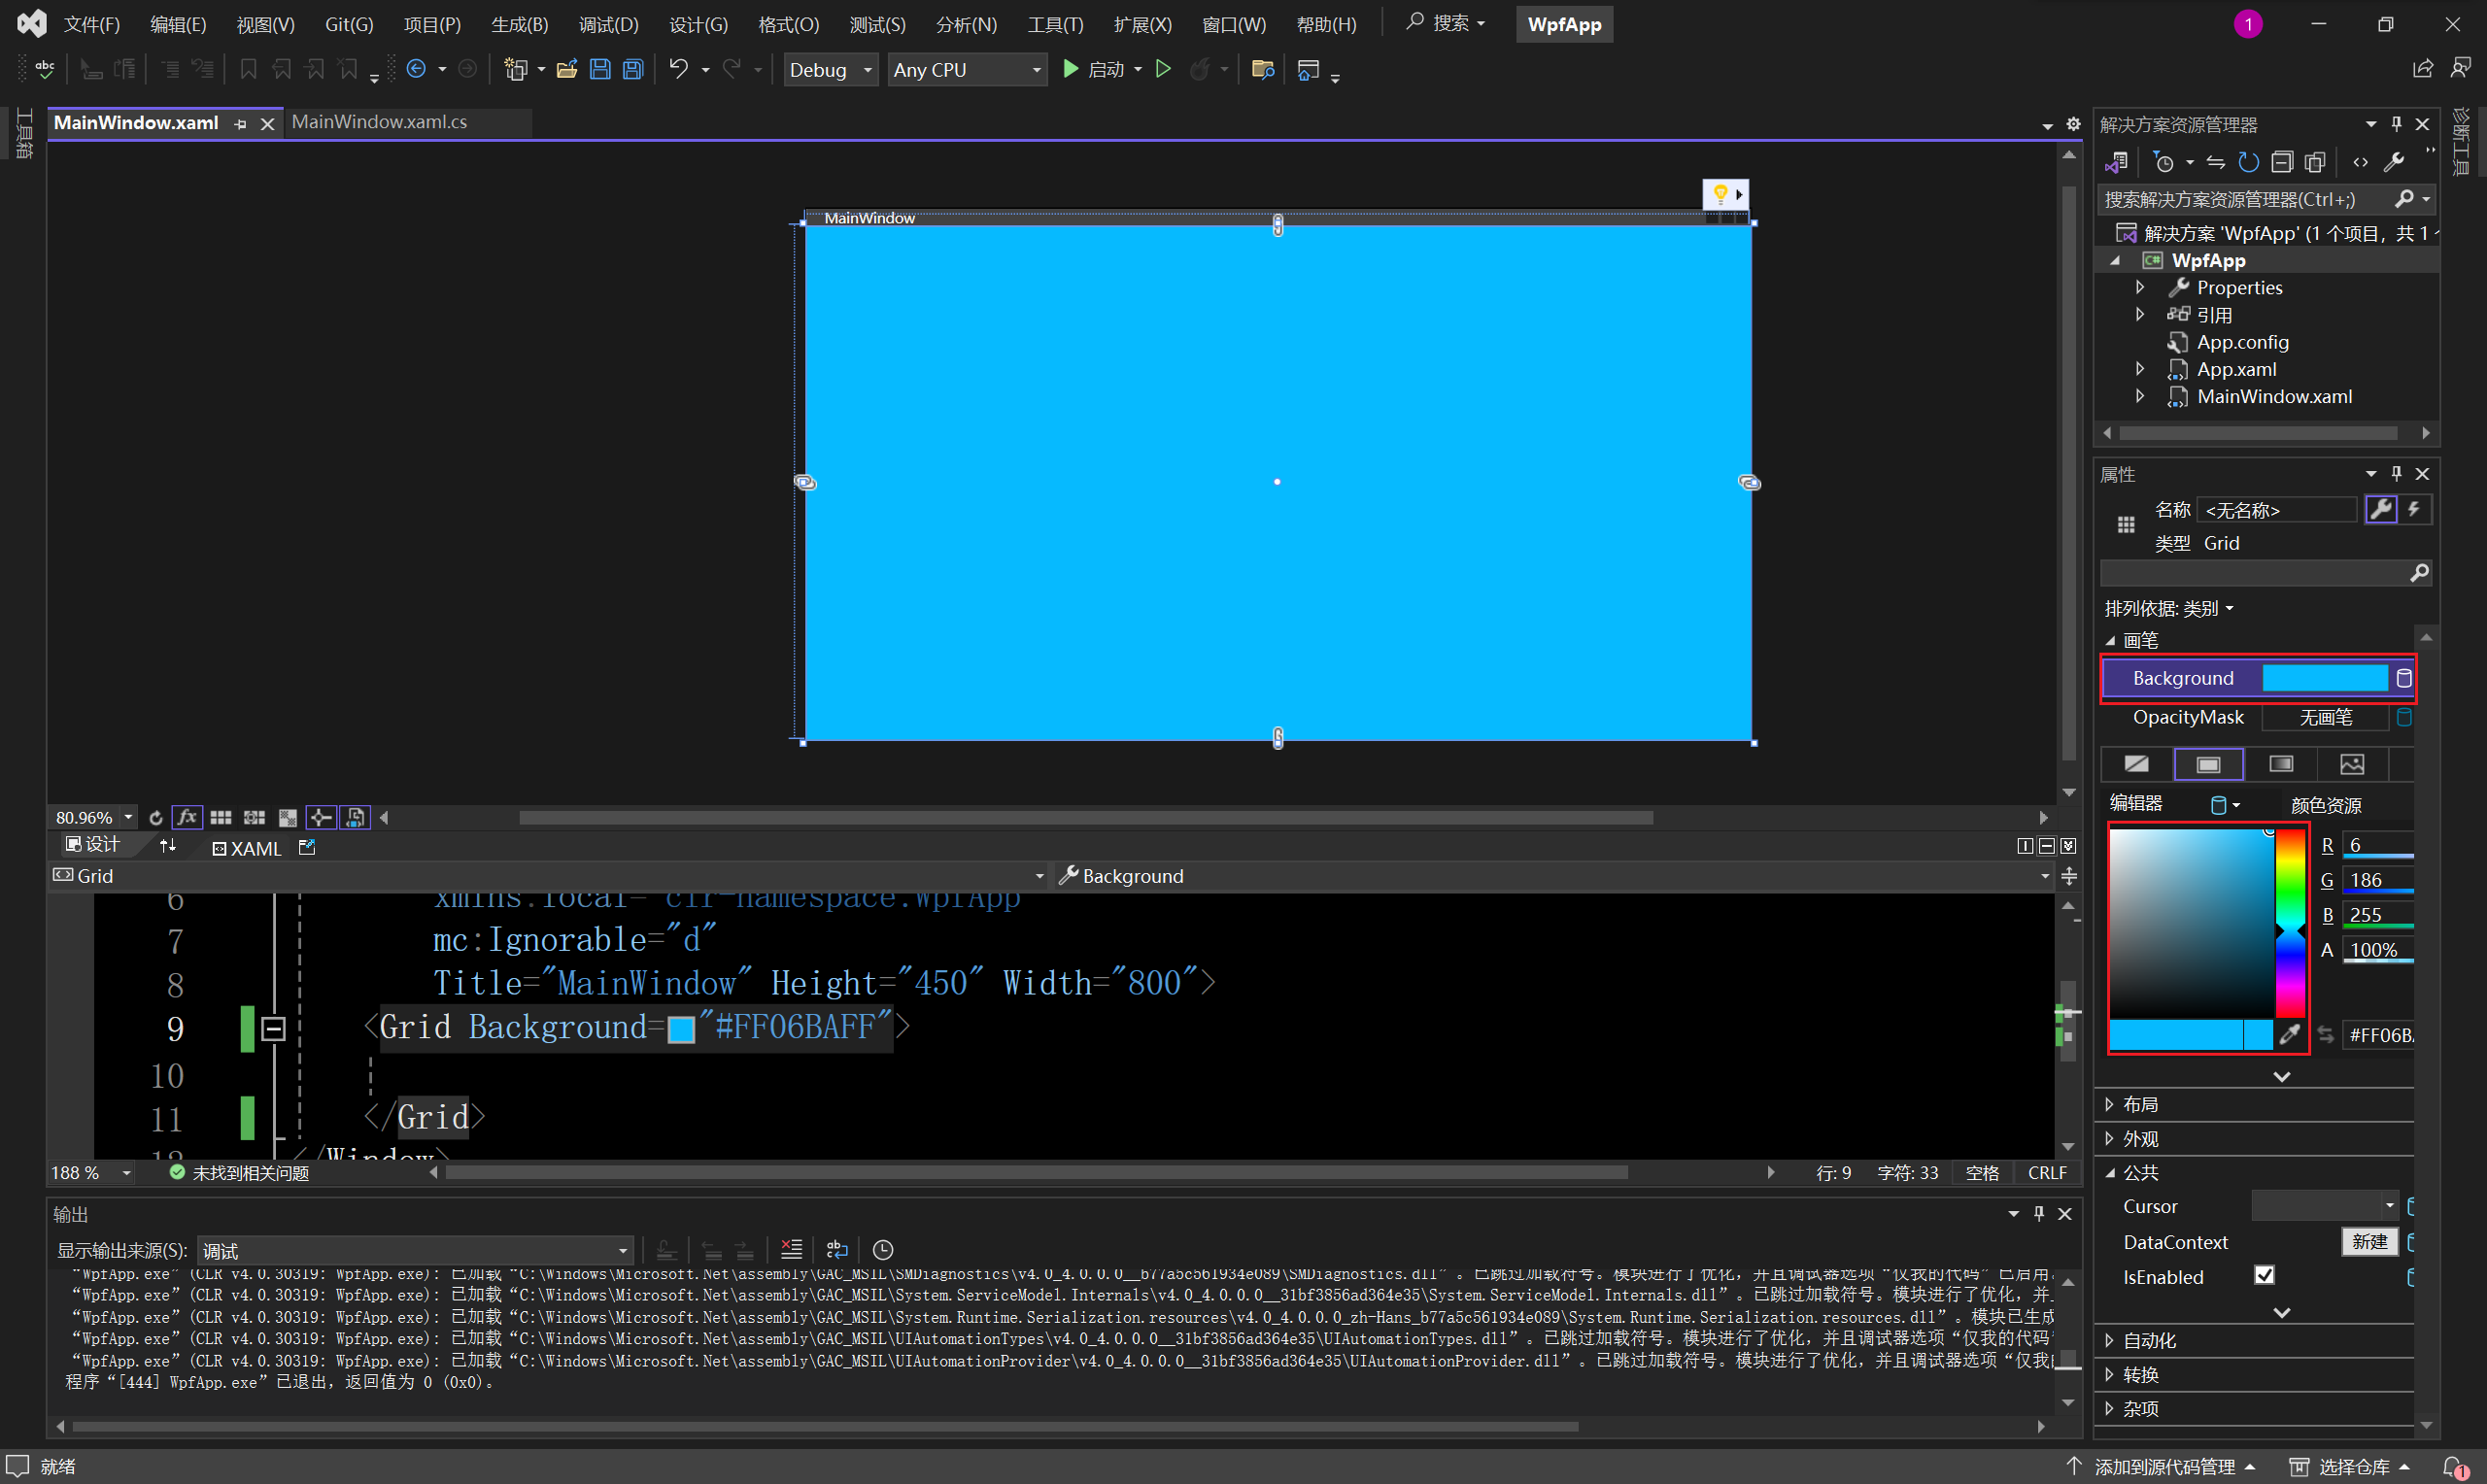 文件(F) 编辑(E) 视图(V) Git(G) 项目(P) 生成(B) 调试(D) 设计(G) 格式(O) 测试(S) 分析(N) 工具(T) 扩展(X) 窗口(W) 帮助(H) 搜索 WpfApp 1
abc Debug Any CPU 启动
工具箱
MainWindow.xaml MainWindow.xaml.cs
MainWindow
80.96% fx
设计 XAML
Grid Background
6 xmlns:local="clr-namespace:WpfApp"
7 mc:Ignorable="d"
8 Title="MainWindow" Height="450" Width="800">
9 <Grid Background="#FF06BAFF">
10
11 </Grid>
12 </Window>
188 % 未找到相关问题 行: 9 字符: 33 空格 CRLF
输出
显示输出来源(S): 调试
“WpfApp.exe”(CLR v4.0.30319: WpfApp.exe): 已加载“C:\Windows\Microsoft.Net\assembly\GAC_MSIL\SMDiagnostics\v4.0_4.0.0.0__b77a5c561934e089\SMDiagnostics.dll”。已跳过加载符号。模块进行了优化，并且调试器选项“仅我的代码”已启用。
“WpfApp.exe”(CLR v4.0.30319: WpfApp.exe): 已加载“C:\Windows\Microsoft.Net\assembly\GAC_MSIL\System.ServiceModel.Internals\v4.0_4.0.0.0__31bf3856ad364e35\System.ServiceModel.Internals.dll”。已跳过加载符号。模块进行了优化，并
“WpfApp.exe”(CLR v4.0.30319: WpfApp.exe): 已加载“C:\Windows\Microsoft.Net\assembly\GAC_MSIL\System.Runtime.Serialization.resources\v4.0_4.0.0.0_zh-Hans_b77a5c561934e089\System.Runtime.Serialization.resources.dll”。模块已生成
“WpfApp.exe”(CLR v4.0.30319: WpfApp.exe): 已加载“C:\Windows\Microsoft.Net\assembly\GAC_MSIL\UIAutomationTypes\v4.0_4.0.0.0__31bf3856ad364e35\UIAutomationTypes.dll”。已跳过加载符号。模块进行了优化，并且调试器选项“仅我的代码
“WpfApp.exe”(CLR v4.0.30319: WpfApp.exe): 已加载“C:\Windows\Microsoft.Net\assembly\GAC_MSIL\UIAutomationProvider\v4.0_4.0.0.0__31bf3856ad364e35\UIAutomationProvider.dll”。已跳过加载符号。模块进行了优化，并且调试器选项“仅我
程序“[444] WpfApp.exe”已退出，返回值为 0 (0x0)。
解决方案资源管理器
搜索解决方案资源管理器(Ctrl+;)
解决方案 'WpfApp' (1 个项目，共 1
C# WpfApp
Properties
引用
App.config
App.xaml
MainWindow.xaml
属性
名称 <无名称>
类型 Grid
排列依据: 类别
画笔
Background
OpacityMask 无画笔
编辑器 颜色资源
R 6
G 186
B 255
A 100%
#FF06B
布局
外观
公共
Cursor
DataContext 新建
IsEnabled
自动化
转换
杂项
诊断工具
就绪 添加到源代码管理 选择仓库 1